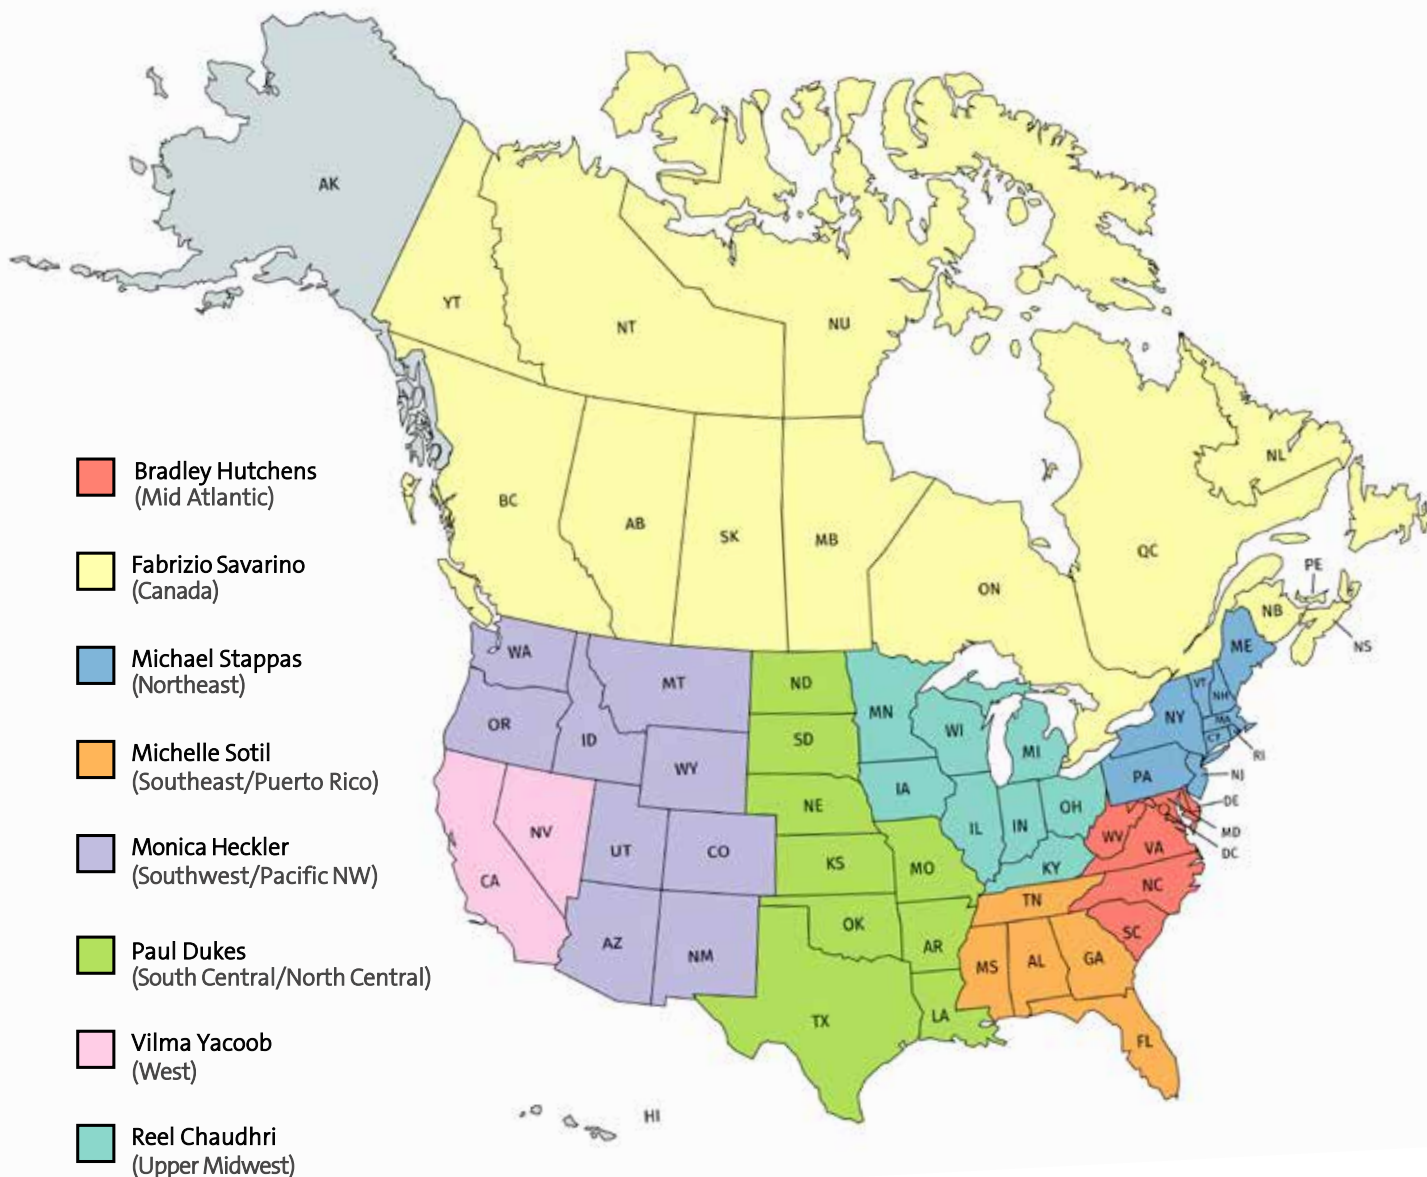 AK
YT
NT
NU
BC
AB
SK
MB
ON
QC
NL
PE
NB
NS
WA
MT
ND
MN
OR
ID
SD
WI
MI
NY
VT
NH
ME
MA
CT
RI
WY
NE
IA
PA
NJ
DE
MD
DC
NV
UT
CO
KS
MO
IL
IN
OH
WV
VA
KY
CA
AZ
NM
OK
AR
TN
NC
SC
MS
AL
GA
TX
LA
FL
HI
Bradley Hutchens
(Mid Atlantic)
Fabrizio Savarino
(Canada)
Michael Stappas
(Northeast)
Michelle Sotil
(Southeast/Puerto Rico)
Monica Heckler
(Southwest/Pacific NW)
Paul Dukes
(South Central/North Central)
Vilma Yacoob
(West)
Reel Chaudhri
(Upper Midwest)